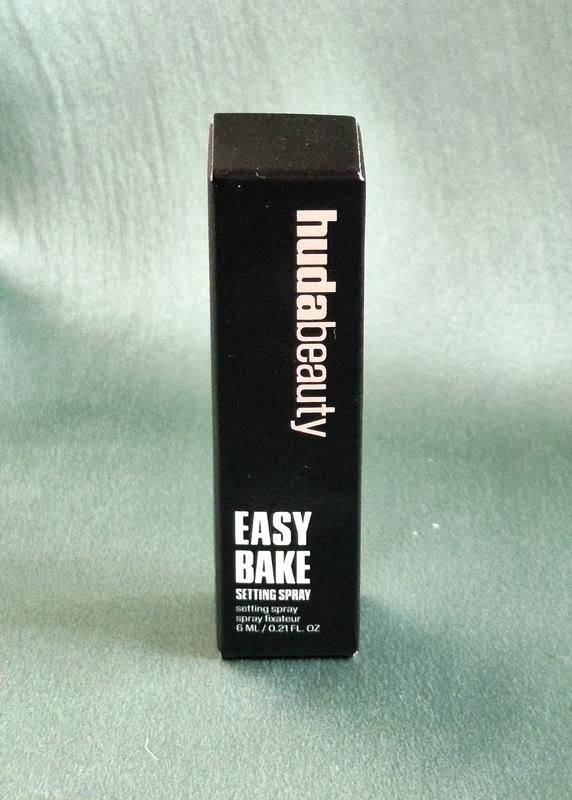 hudabeauty
EASY
BAKE
SETTING SPRAY
setting spray
spray fixateur
6 ML / 0.21 FL. OZ